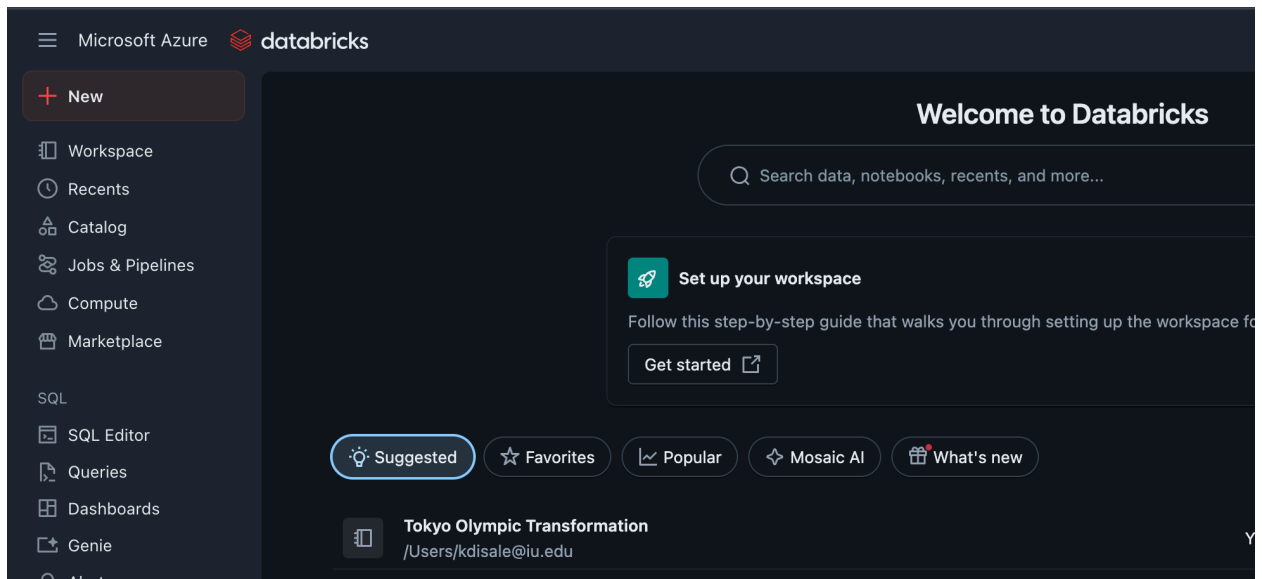 Microsoft Azure databricks
New
Workspace
Recents
Catalog
Jobs & Pipelines
Compute
Marketplace
SQL
SQL Editor
Queries
Dashboards
Genie
Welcome to Databricks
Search data, notebooks, recents, and more...
Set up your workspace
Follow this step-by-step guide that walks you through setting up the workspace
Get started
Suggested Favorites Popular Mosaic AI What's new
Tokyo Olympic Transformation
/Users/kdisale@iu.edu